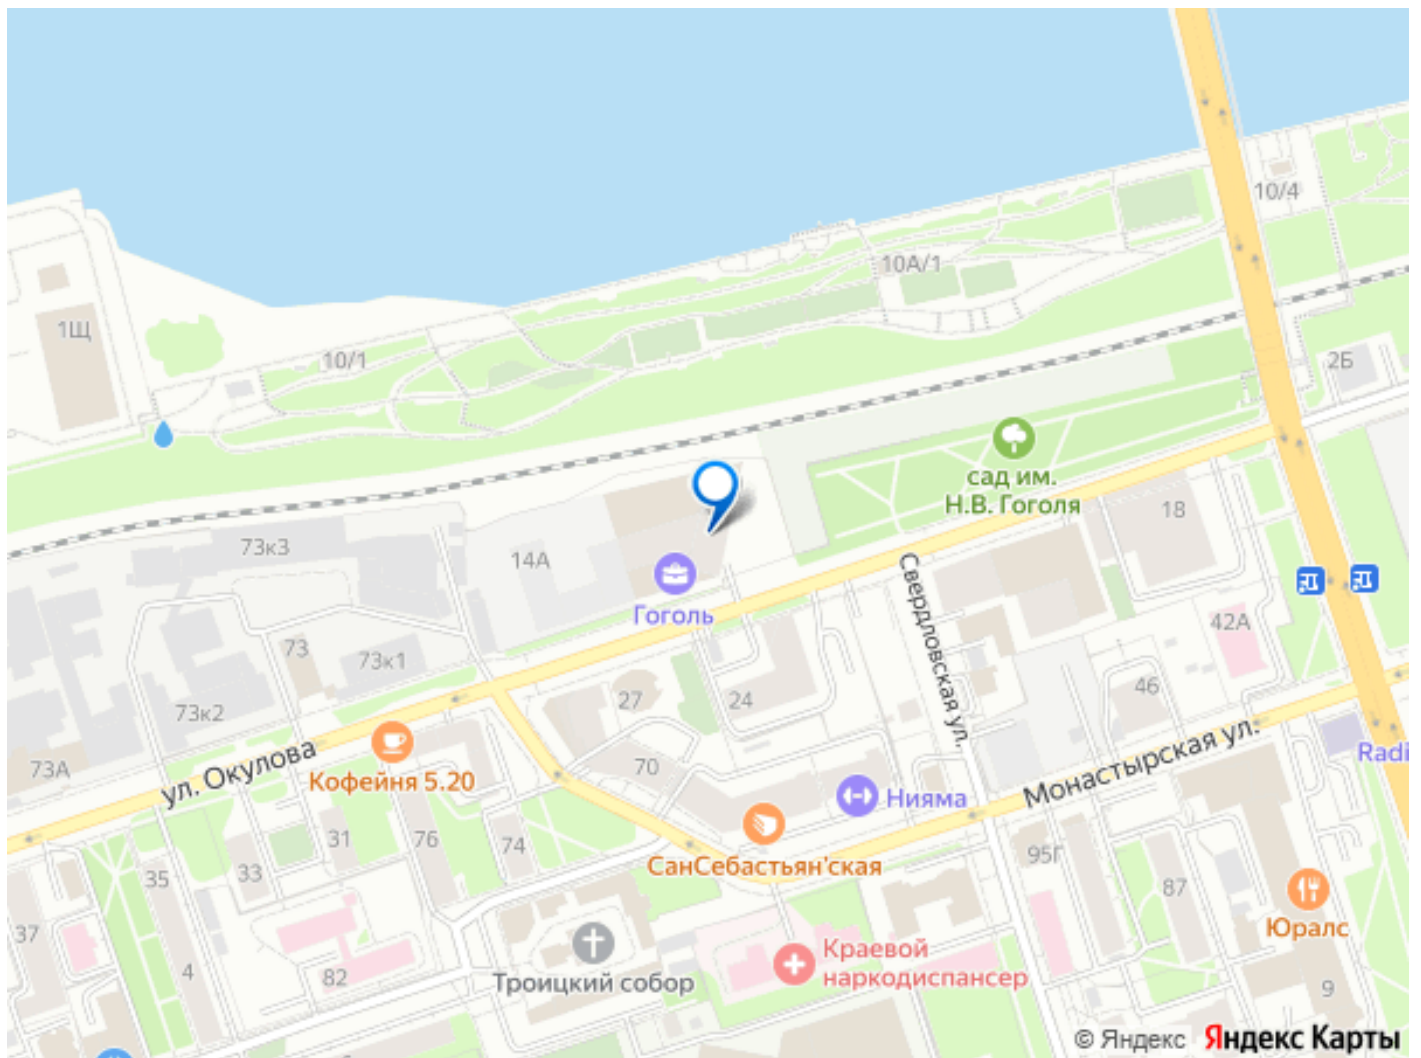 10/4
10А/1
1Щ
10/1
2Б
сад им.
Н.В. Гоголя
18
73к3
14А
Гоголь
Свердловская ул.
42А
73
73к1
46
27
24
73к2
ул. Окулова
Кофейня 5.20
73А
70
Монастырская ул.
Radi
Нияма
31
76
74
СанСебастьян'ская
95Г
33
35
87
37
Юралс
Краевой
наркодиспансер
4
82
Троицкий собор
9
© Яндекс Яндекс Карты